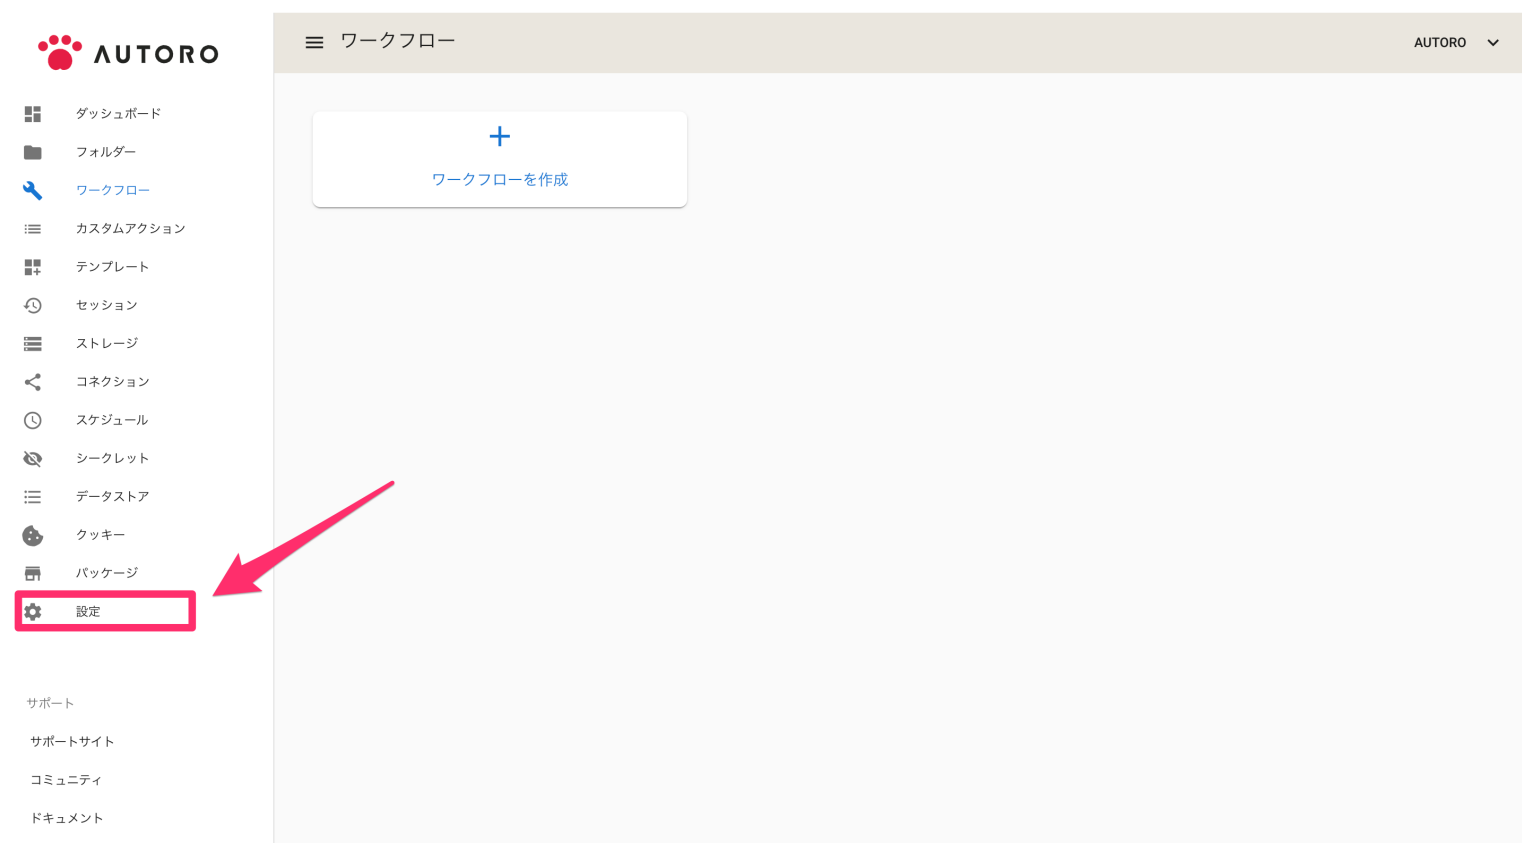 AUTORO
ダッシュボード
フォルダー
ワークフロー
カスタムアクション
テンプレート
セッション
ストレージ
コネクション
スケジュール
シークレット
データストア
クッキー
パッケージ
設定
サポート
サポートサイト
コミュニティ
ドキュメント
ワークフロー
AUTORO
ワークフローを作成